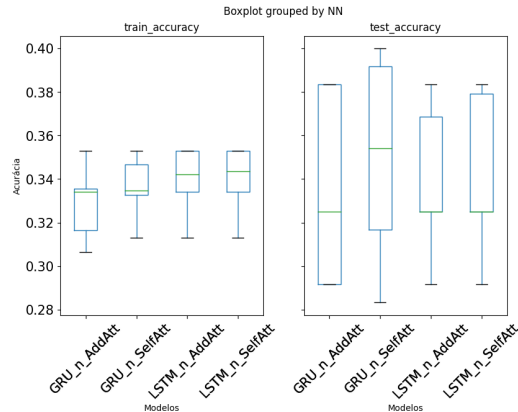 Boxplot grouped by NN
train_accuracy
test_accuracy
Acurácia
0.40
0.38
0.36
0.34
0.32
0.30
0.28
GRU_n_AddAtt
GRU_n_SelfAtt
LSTM_n_AddAtt
LSTM_n_SelfAtt
Modelos
GRU_n_AddAtt
GRU_n_SelfAtt
LSTM_n_AddAtt
LSTM_n_SelfAtt
Modelos